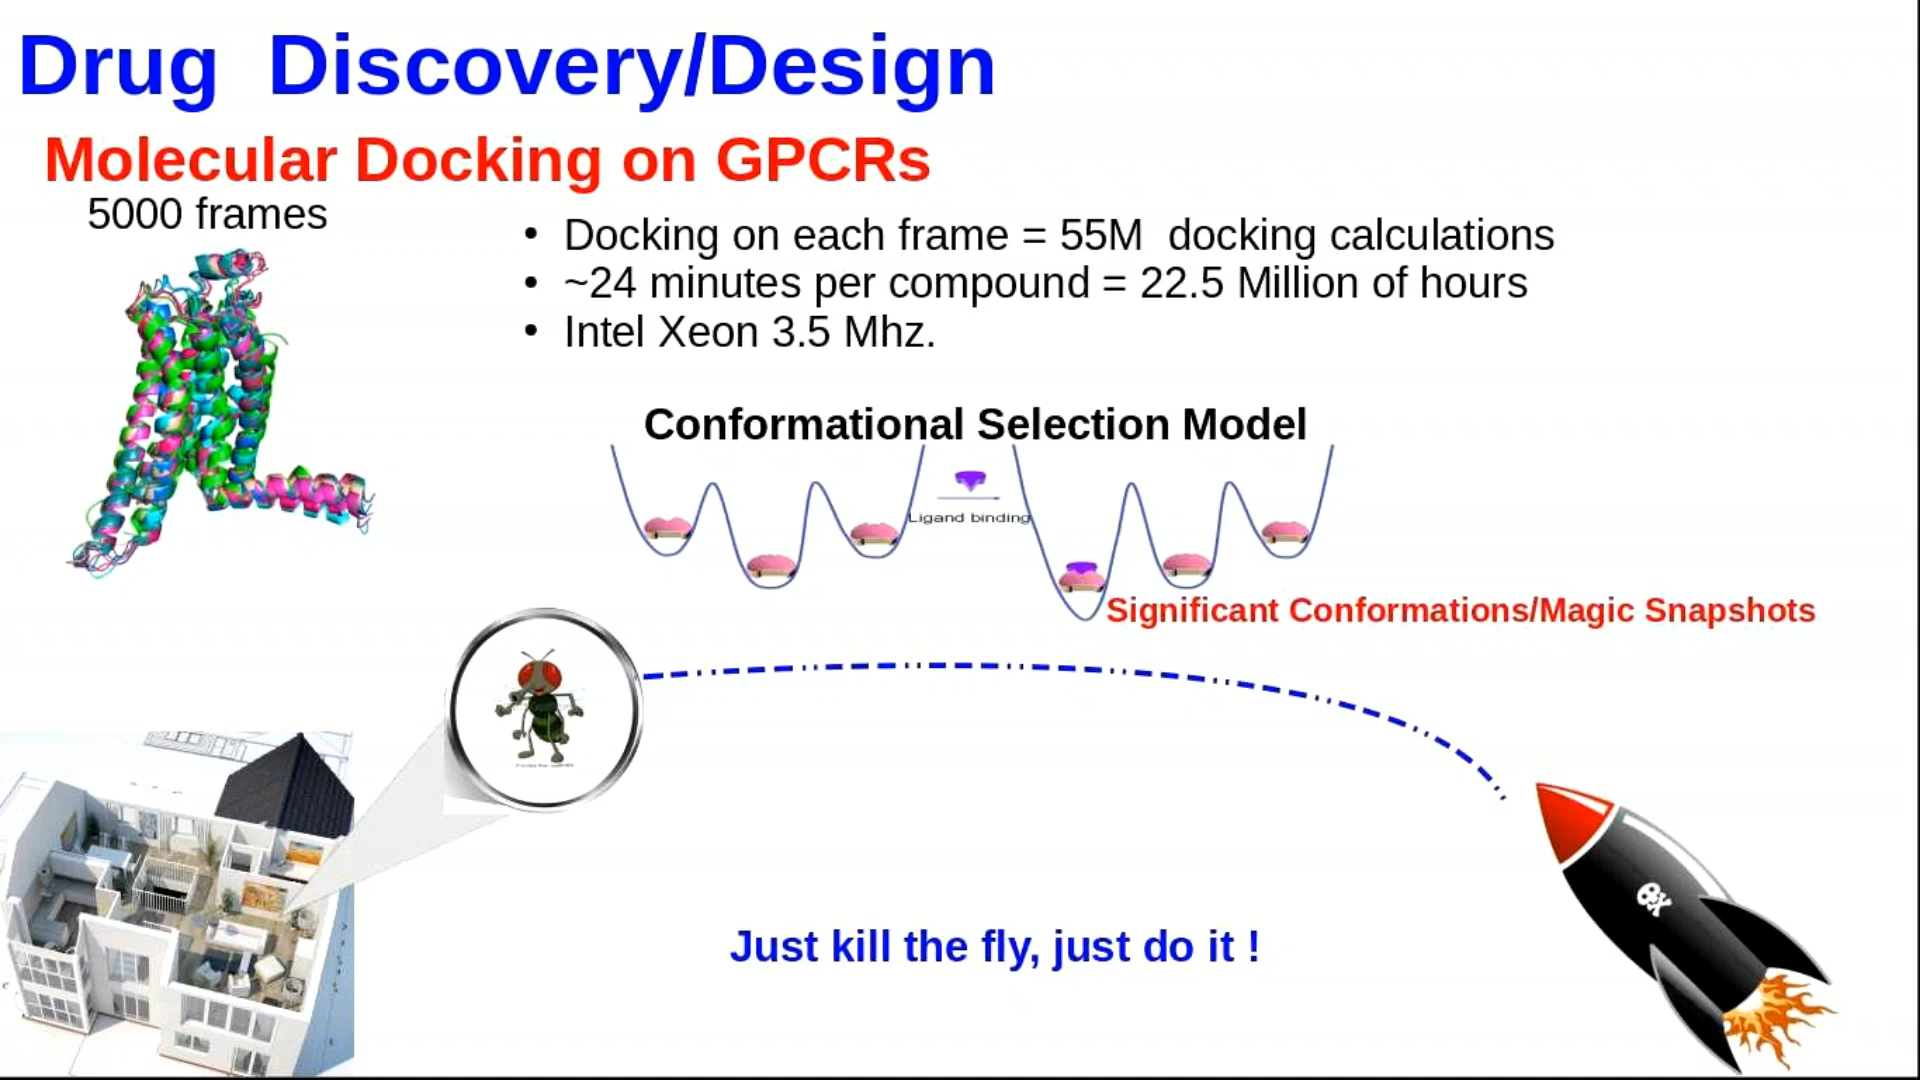 Drug Discovery/Design
Molecular Docking on GPCRs
5000 frames
• Docking on each frame = 55M docking calculations
• ~24 minutes per compound = 22.5 Million of hours
• Intel Xeon 3.5 Mhz.
Conformational Selection Model
Ligand binding
Significant Conformations/Magic Snapshots
Just kill the fly, just do it !